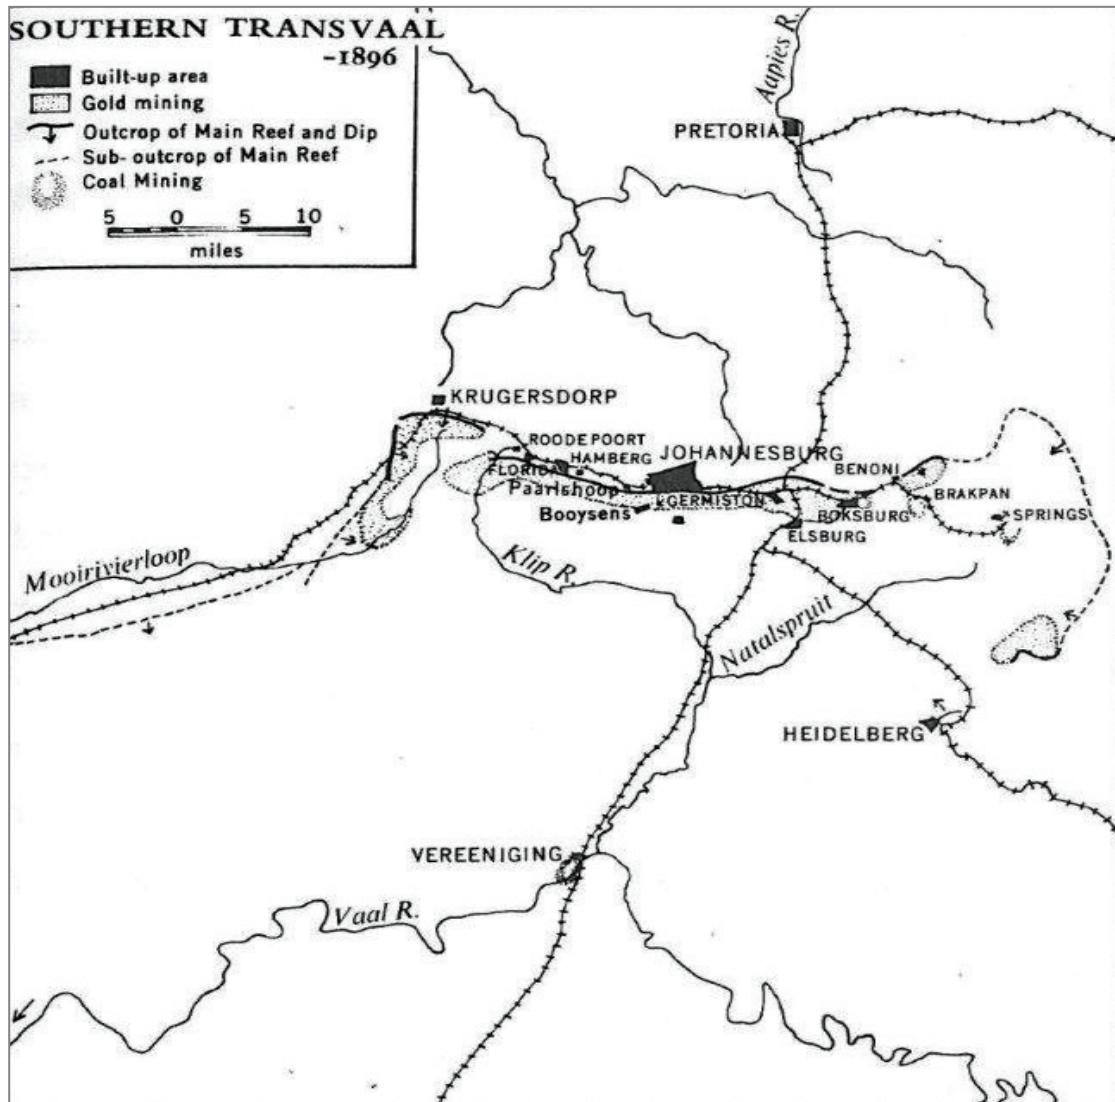 SOUTHERN TRANSVAAL
-1896
Built-up area
Gold mining
Outcrop of Main Reef and Dip
Sub- outcrop of Main Reef
Coal Mining
5 0 5 10
miles
Aapies R.
PRETORIA
KRUGERSDORP
ROODEPOORT
HAMBERG
JOHANNESBURG
FLORIDA
BENONI
Paarlshoop
GERMISTON
BRAKPAN
Booysens
BOKSBURG
SPRINGS
ELSBURG
Mooirivierloop
Klip R.
Natalspruit
HEIDELBERG
VEREENIGING
Vaal R.